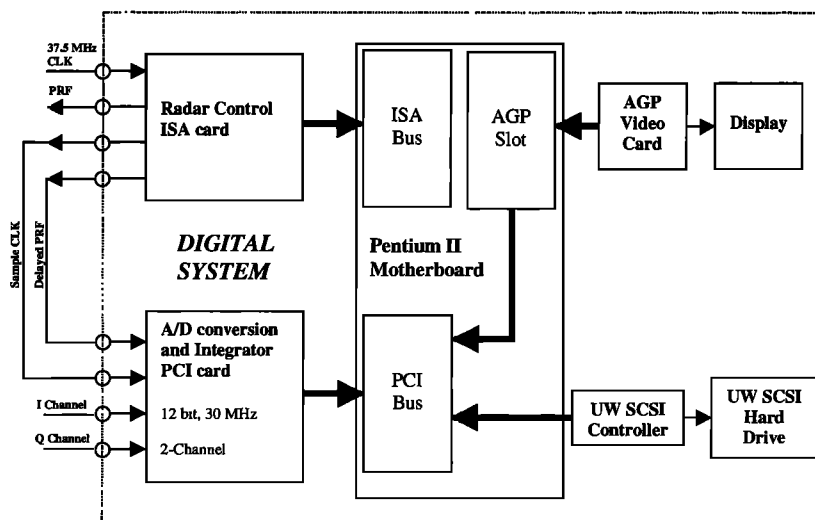 37.5 MHz
CLK
PRF
Radar Control
ISA card
ISA
Bus
AGP
Slot
AGP
Video
Card
Display
Sample CLK
Delayed PRF
DIGITAL
SYSTEM
Pentium II
Motherboard
A/D conversion
and Integrator
PCI card
12 bit, 30 MHz
2-Channel
I Channel
Q Channel
PCI
Bus
UW SCSI
Controller
UW SCSI
Hard
Drive